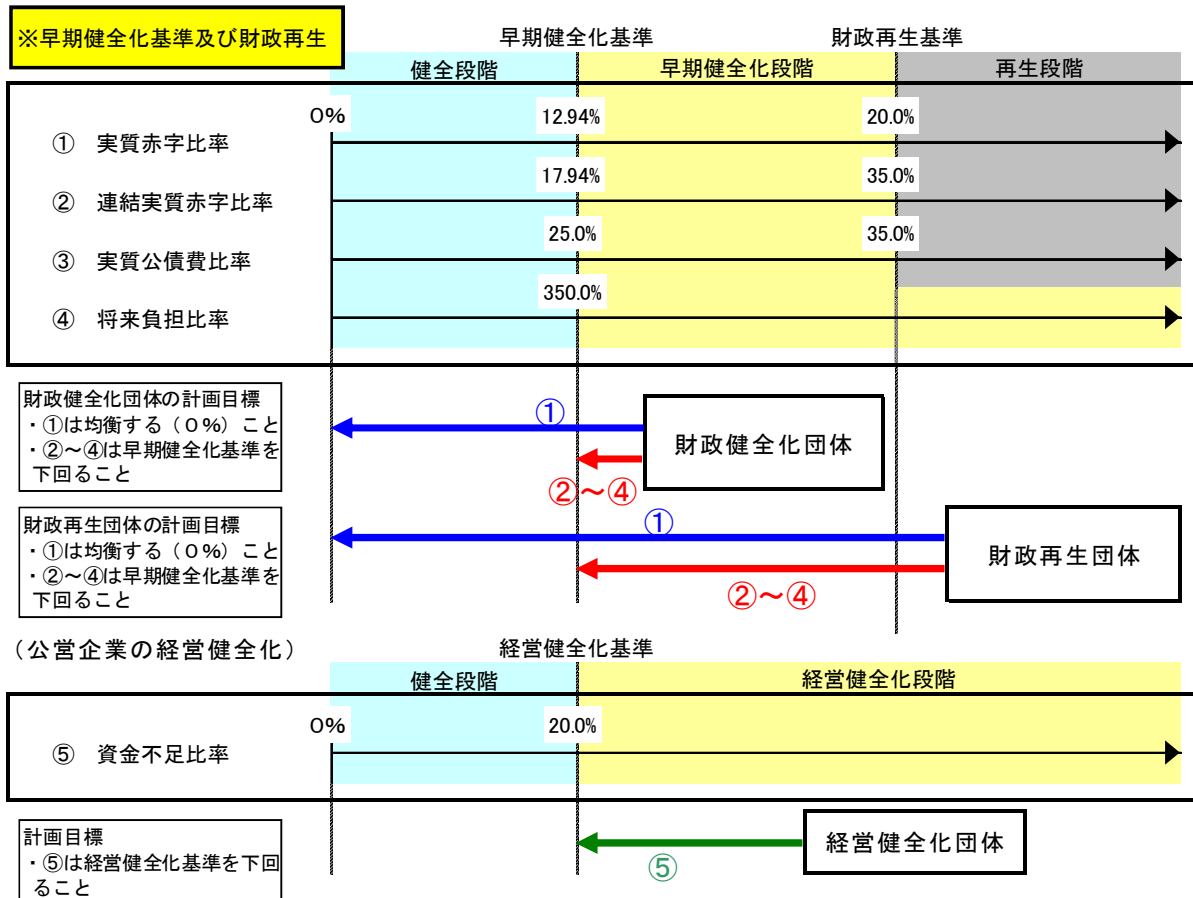 ※早期健全化基準及び財政再生
早期健全化基準
財政再生基準
健全段階
早期健全化段階
再生段階
0%
12.94%
20.0%
① 実質赤字比率
17.94%
35.0%
② 連結実質赤字比率
25.0%
35.0%
③ 実質公債費比率
350.0%
④ 将来負担比率
財政健全化団体の計画目標
・①は均衡する(0%)こと
・②~④は早期健全化基準を
下回ること
①
②~④
財政健全化団体
財政再生団体の計画目標
・①は均衡する(0%)こと
・②~④は早期健全化基準を
下回ること
①
②~④
財政再生団体
(公営企業の経営健全化)
経営健全化基準
健全段階
経営健全化段階
0%
20.0%
⑤ 資金不足比率
計画目標
・⑤は経営健全化基準を下回
ること
⑤
経営健全化団体